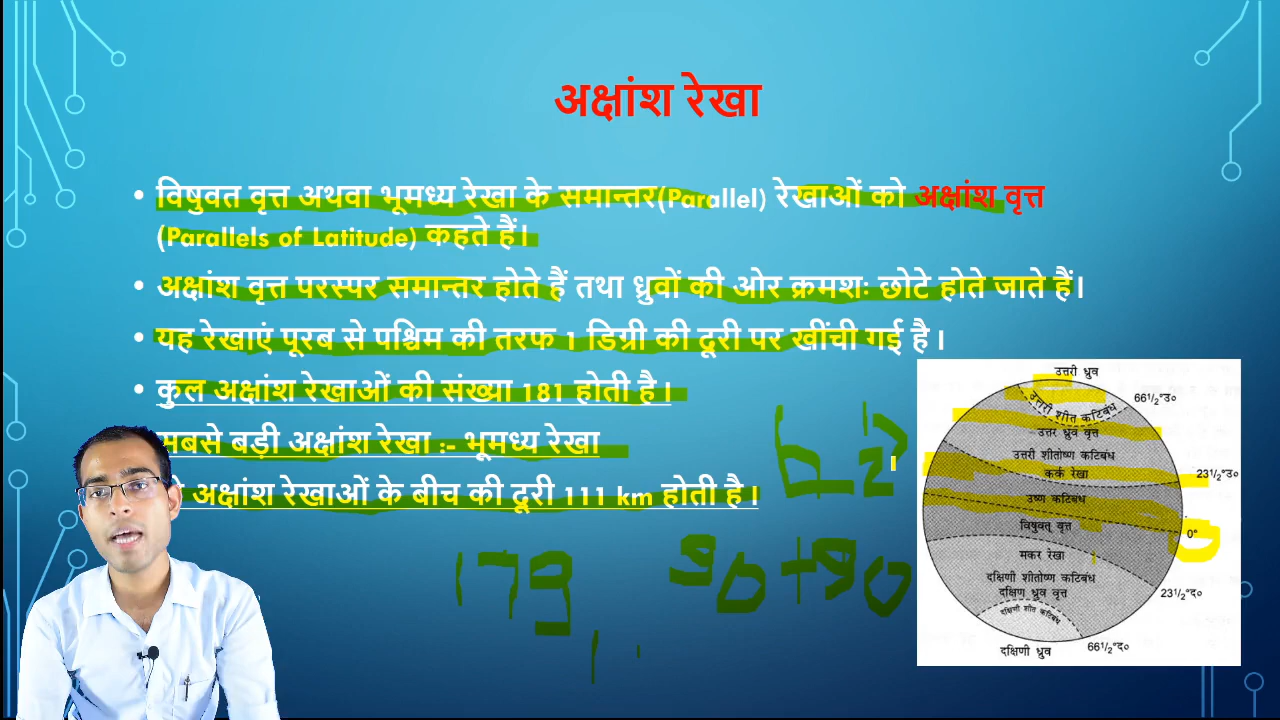 अक्षांश रेखा
• विषुवत वृत्त अथवा भूमध्य रेखा के समान्तर(Parallel) रेखाओं को अक्षांश वृत्त
(Parallels of Latitude) कहते हैं।
• अक्षांश वृत्त परस्पर समान्तर होते हैं तथा ध्रुवों की ओर क्रमशः छोटे होते जाते हैं।
• यह रेखाएं पूरब से पश्चिम की तरफ 1 डिग्री की दूरी पर खींची गई है।
• कुल अक्षांश रेखाओं की संख्या 181 होती है।
सबसे बड़ी अक्षांश रेखा :- भूमध्य रेखा
अक्षांश रेखाओं के बीच की दूरी 111 km होती है।
179
90+90
उत्तरी ध्रुव
66½°उ०
उत्तरी शीत कटिबंध
उत्तर ध्रुव वृत्त
उत्तरी शीतोष्ण कटिबंध
कर्क रेखा
23½°उ०
उष्ण कटिबंध
विषुवत् वृत्त
0°
मकर रेखा
दक्षिणी शीतोष्ण कटिबंध
दक्षिण ध्रुव वृत्त
23½°द०
दक्षिणी शीत कटिबंध
66½°द०
दक्षिणी ध्रुव